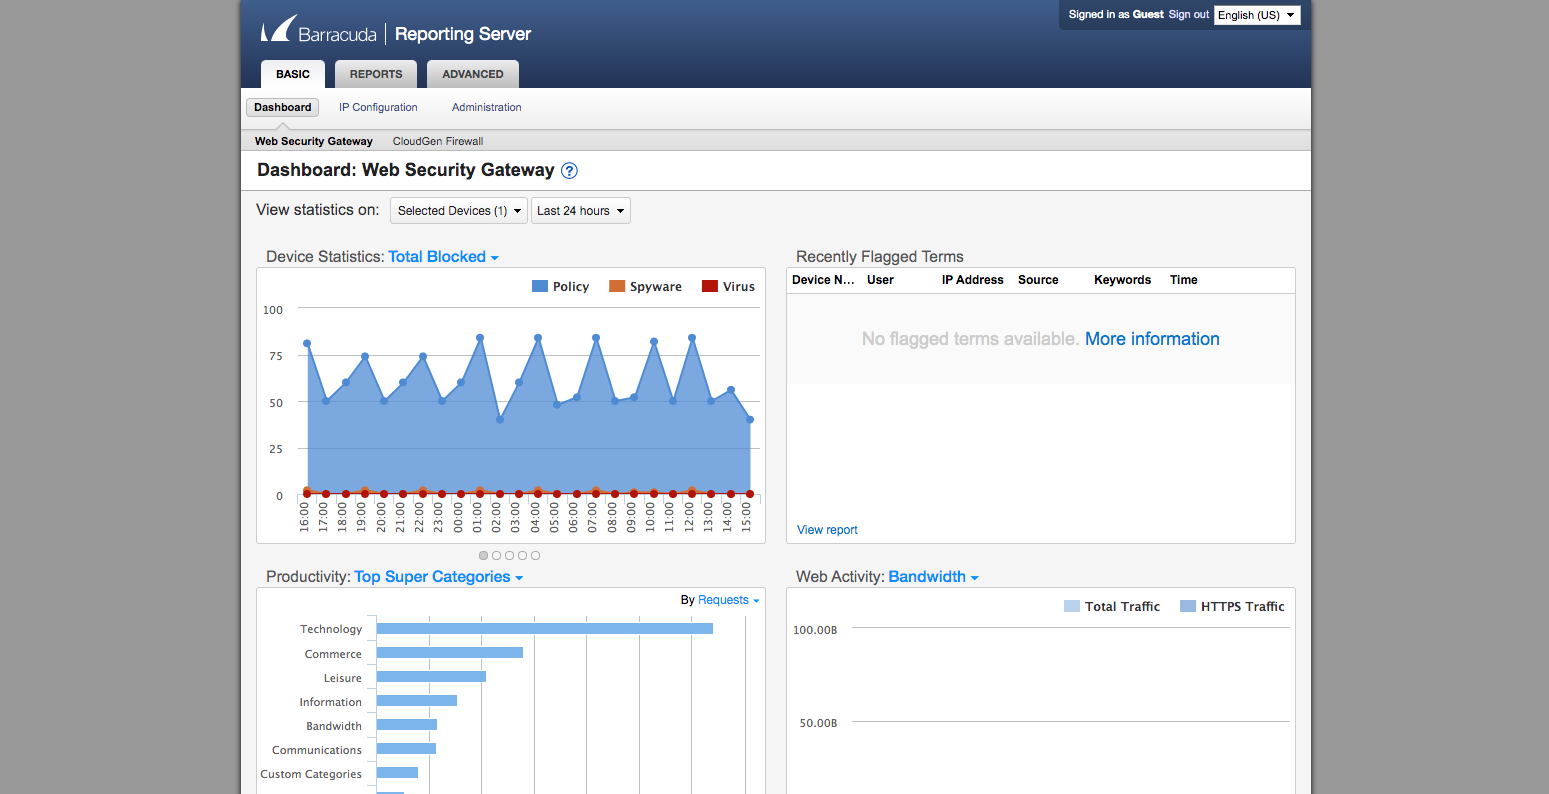 Signed in as Guest Sign out English (US)
Barracuda Reporting Server
BASIC REPORTS ADVANCED
Dashboard IP Configuration Administration
Web Security Gateway CloudGen Firewall
Dashboard: Web Security Gateway ?
View statistics on: Selected Devices (1) Last 24 hours
Device Statistics: Total Blocked
Policy Spyware Virus
100
75
50
25
0
16:00 17:00 18:00 19:00 20:00 21:00 22:00 23:00 00:00 01:00 02:00 03:00 04:00 05:00 06:00 07:00 08:00 09:00 10:00 11:00 12:00 13:00 14:00 15:00
Recently Flagged Terms
Device N... User IP Address Source Keywords Time
No flagged terms available. More information
View report
Productivity: Top Super Categories
By Requests
Technology
Commerce
Leisure
Information
Bandwidth
Communications
Custom Categories
Web Activity: Bandwidth
Total Traffic HTTPS Traffic
100.00B
50.00B